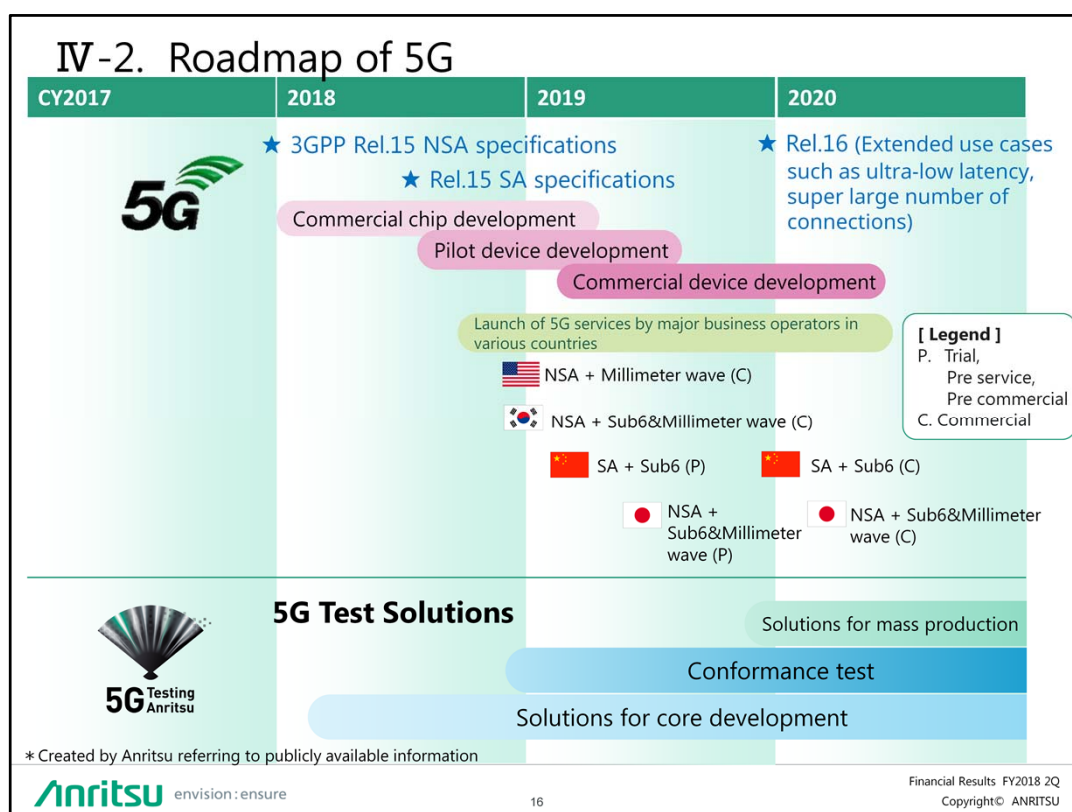 Ⅳ-2. Roadmap of 5G
CY2017
2018
2019
2020
5G
★ 3GPP Rel.15 NSA specifications
★ Rel.15 SA specifications
★ Rel.16 (Extended use cases
such as ultra-low latency,
super large number of
connections)
Commercial chip development
Pilot device development
Commercial device development
Launch of 5G services by major business operators in
various countries
[ Legend ]
P. Trial,
Pre service,
Pre commercial
C. Commercial
NSA + Millimeter wave (C)
NSA + Sub6&Millimeter wave (C)
SA + Sub6 (P)
SA + Sub6 (C)
NSA +
Sub6&Millimeter
wave (P)
NSA + Sub6&Millimeter
wave (C)
5G Test Solutions
5G Testing
Anritsu
Solutions for mass production
Conformance test
Solutions for core development
* Created by Anritsu referring to publicly available information
Anritsu envision : ensure
16
Financial Results FY2018 2Q
Copyright© ANRITSU